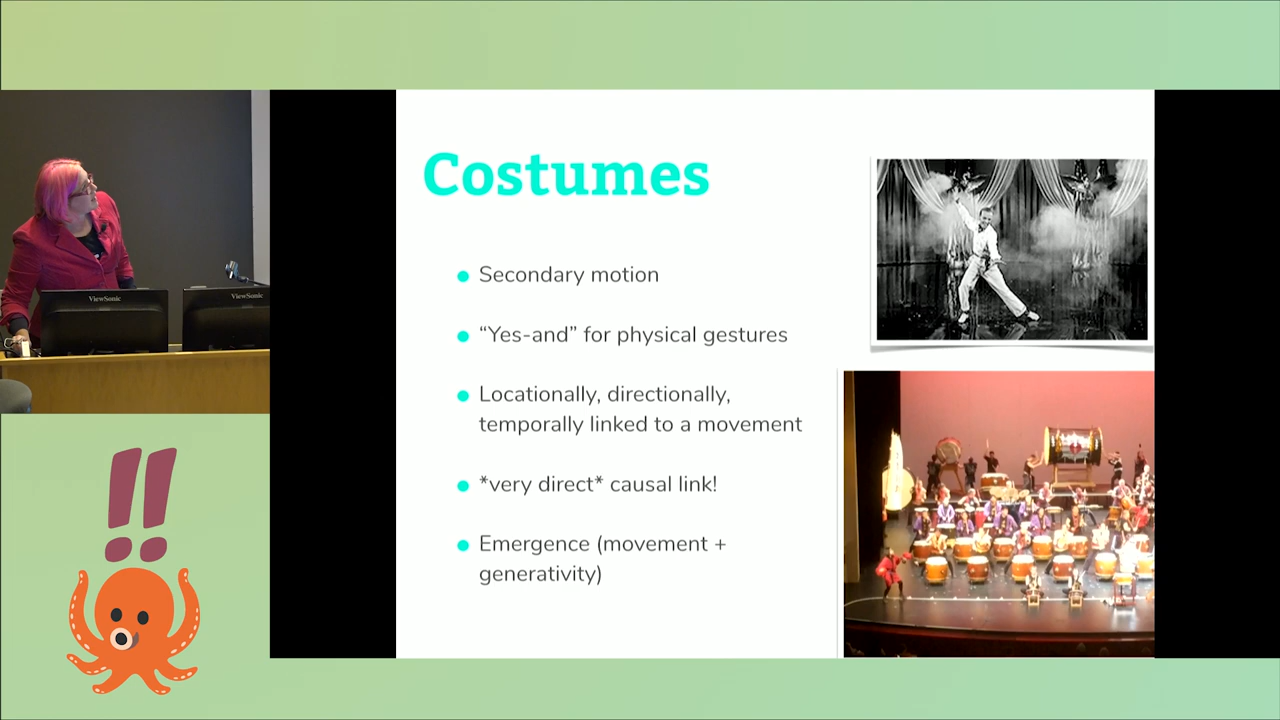 Costumes
Secondary motion
“Yes-and” for physical gestures
Locationally, directionally,
temporally linked to a movement
*very direct* causal link!
Emergence (movement +
generativity)
ViewSonic
ViewSonic
!!